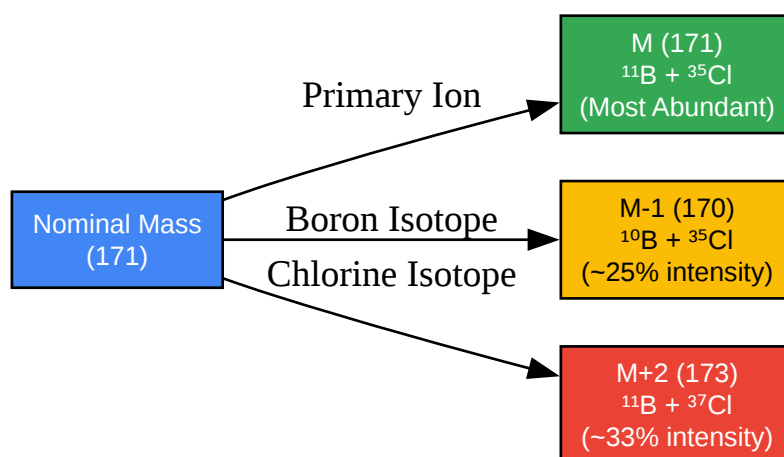 Nominal Mass
(171)
Primary Ion
Boron Isotope
Chlorine Isotope
M (171)
¹¹B + ³⁵Cl
(Most Abundant)
M-1 (170)
¹⁰B + ³⁵Cl
(~25% intensity)
M+2 (173)
¹¹B + ³⁷Cl
(~33% intensity)